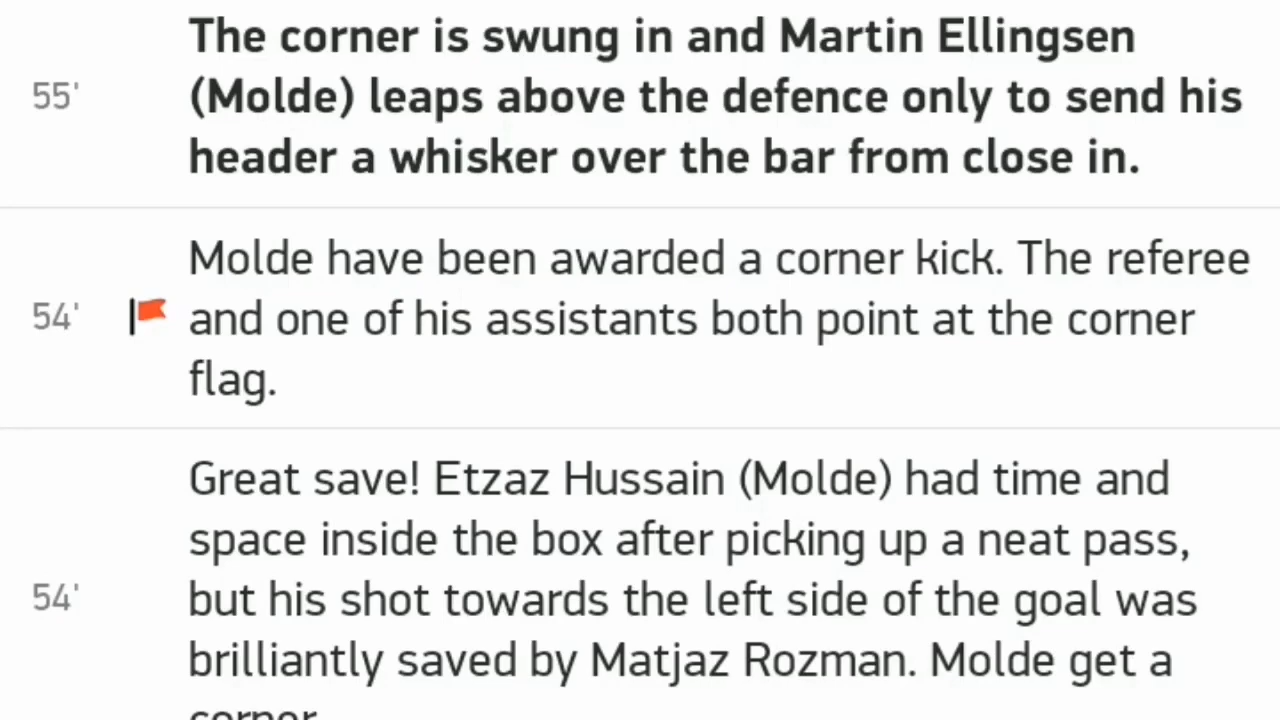 The corner is swung in and Martin Ellingsen
55'
(Molde) leaps above the defence only to send his
header a whisker over the bar from close in.
Molde have been awarded a corner kick. The referee
54'
and one of his assistants both point at the corner
flag.
Great save! Etzaz Hussain (Molde) had time and
space inside the box after picking up a neat pass,
54'
but his shot towards the left side of the goal was
brilliantly saved by Matjaz Rozman. Molde get a
corner.